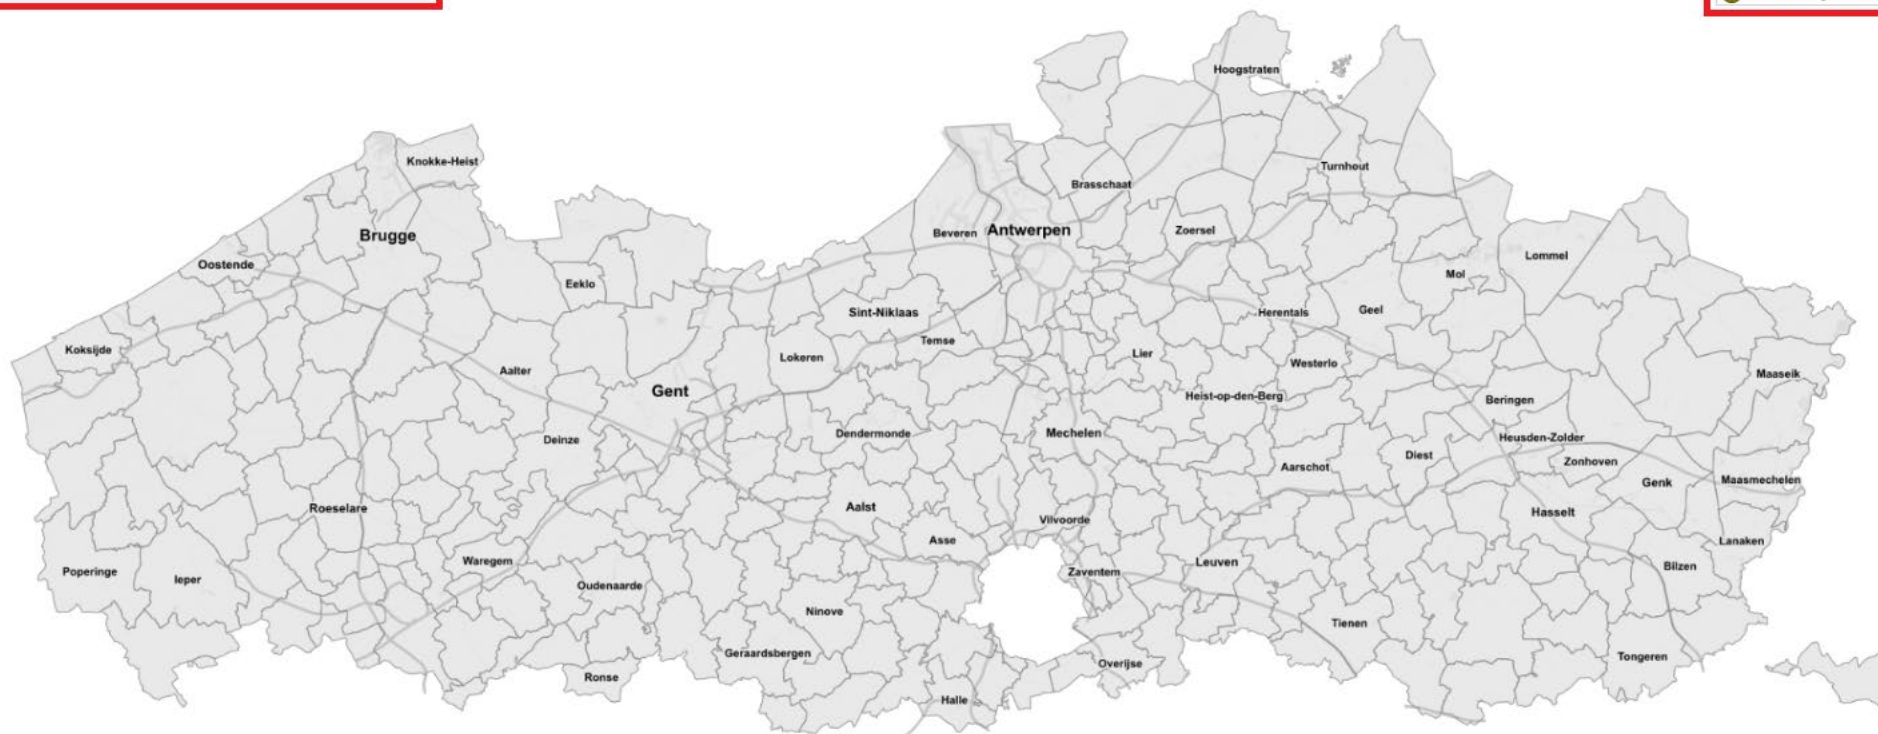 Hoogstraten
Knokke-Heist
Turnhout
Brasschaat
Antwerpen
Zoersel
Beveren
Brugge
Lommel
Oostende
Mol
Eeklo
Geel
Herentals
Sint-Niklaas
Temse
Koksijde
Lier
Lokeren
Westerlo
Aalter
Maaseik
Gent
Heist-op-den-Berg
Beringen
Dendermonde
Mechelen
Deinze
Heusden-Zolder
Diest
Zonhoven
Aarschot
Maasmechelen
Genk
Aalst
Roeselare
Hasselt
Vilvoorde
Asse
Lanaken
Waregem
Leuven
Bilzen
Poperinge
Zaventem
Ieper
Oudenaarde
Ninove
Tienen
Geraardsbergen
Tongeren
Overijse
Ronse
Halle